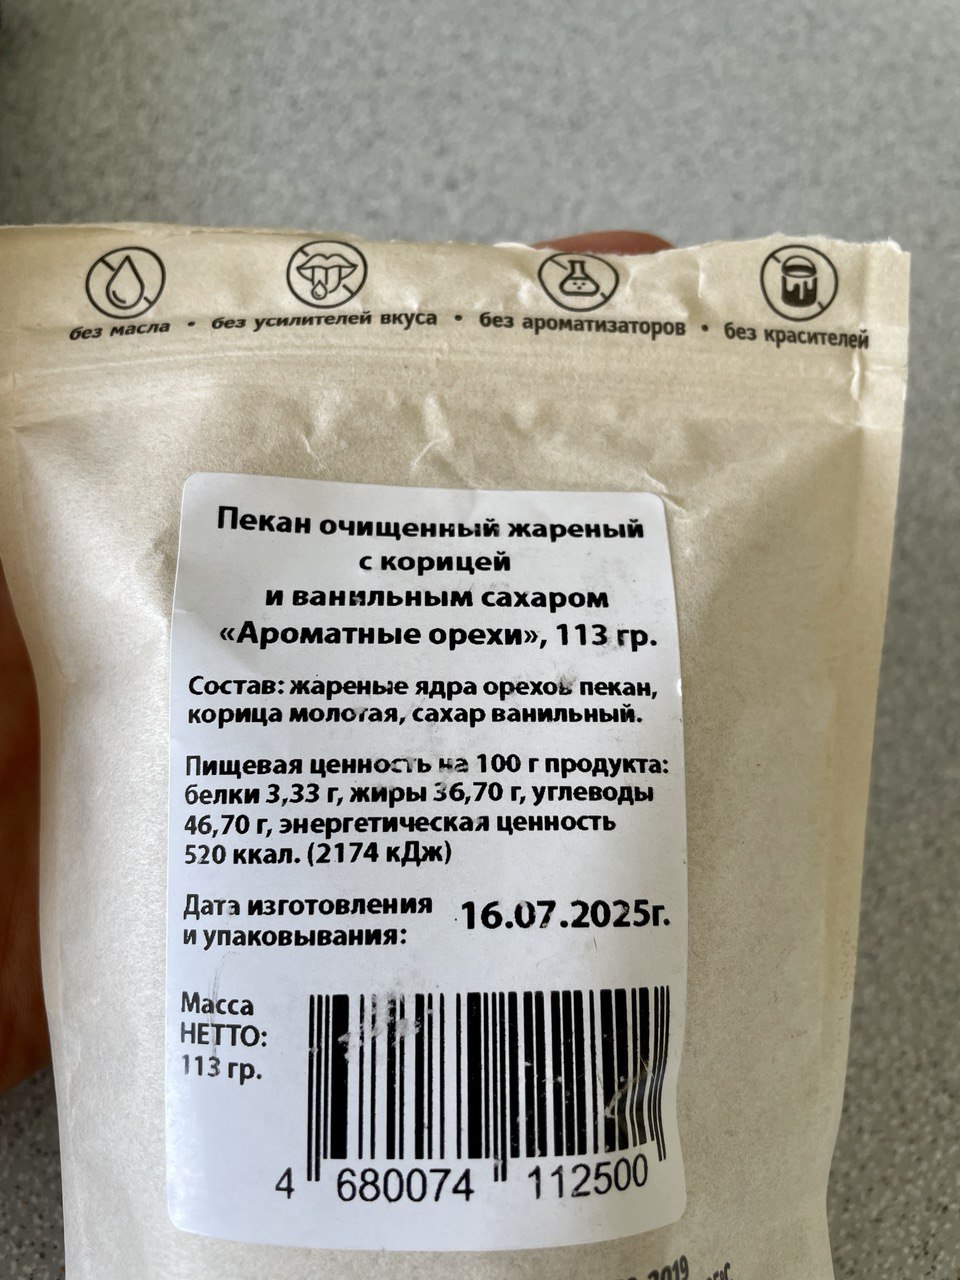 без масла • без усилителей вкуса • без ароматизаторов • без красителей
Пекан очищенный жареный
с корицей
и ванильным сахаром
«Ароматные орехи», 113 гр.
Состав: жареные ядра орехов пекан,
корица молотая, сахар ванильный.
Пищевая ценность на 100 г продукта:
белки 3,33 г, жиры 36,70 г, углеводы
46,70 г, энергетическая ценность
520 ккал. (2174 кДж)
Дата изготовления
и упаковывания:
16.07.2025г.
Масса
НЕТТО:
113 гр.
4 680074 112500
2019